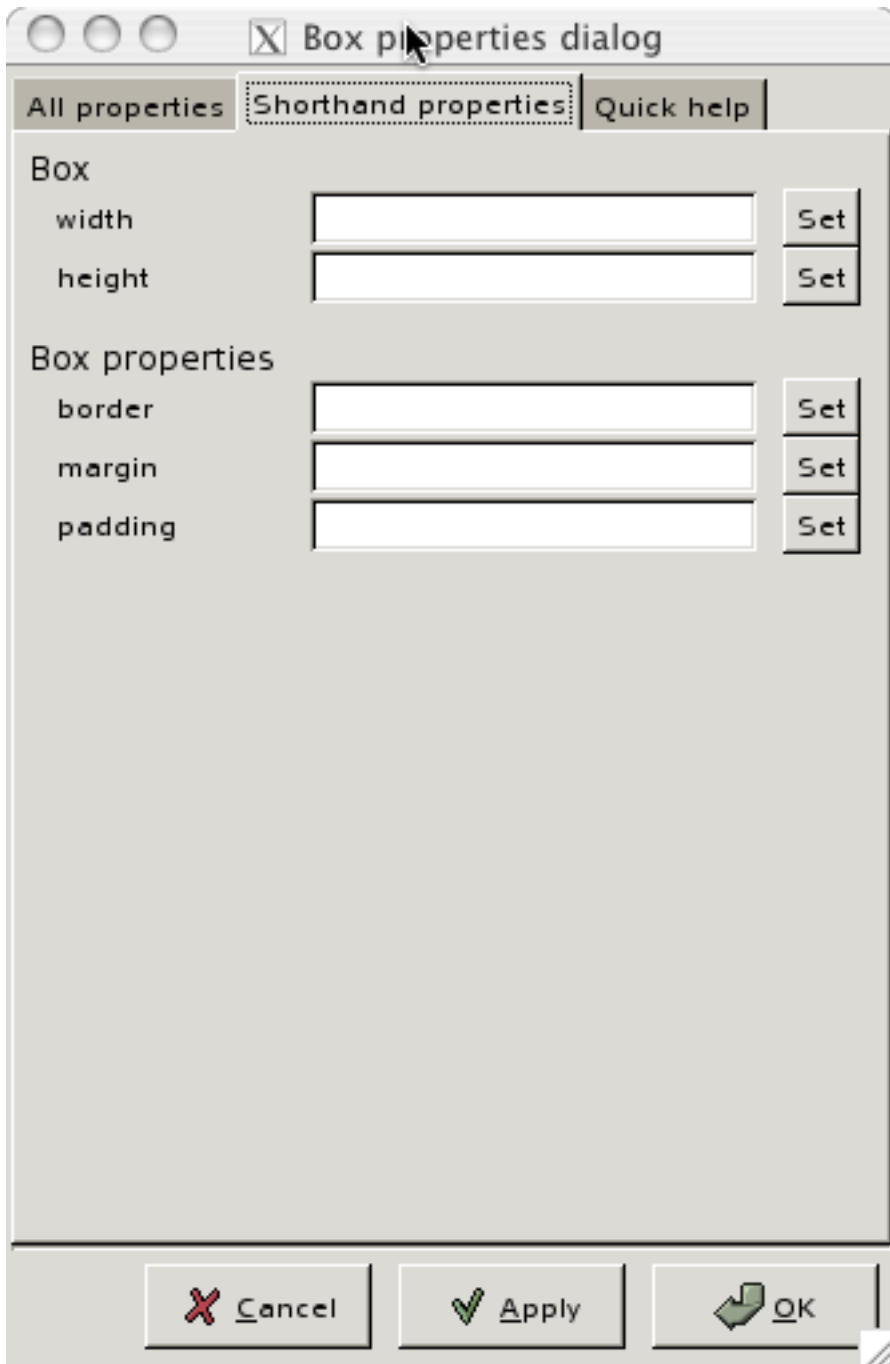 Box properties dialog
All properties Shorthand properties Quick help
Box
width Set
height Set
Box properties
border Set
margin Set
padding Set
Cancel Apply OK